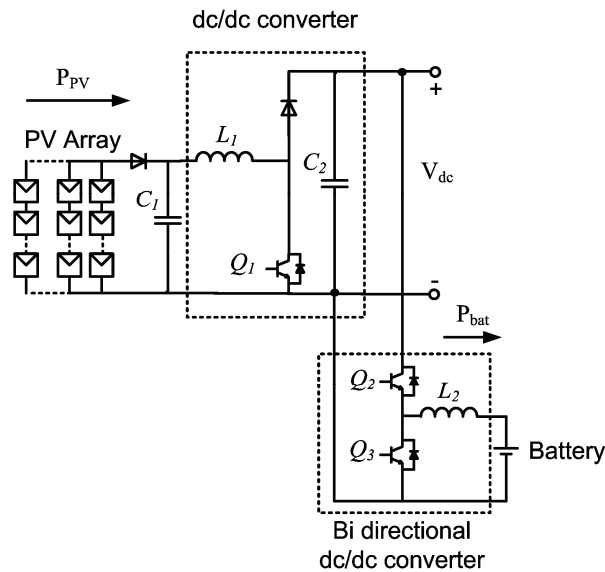 dc/dc converter
P_PV
PV Array
L_1
C_1
C_2
Q_1
+
V_dc
-
P_bat
Q_2
L_2
Q_3
Battery
Bi directional
dc/dc converter